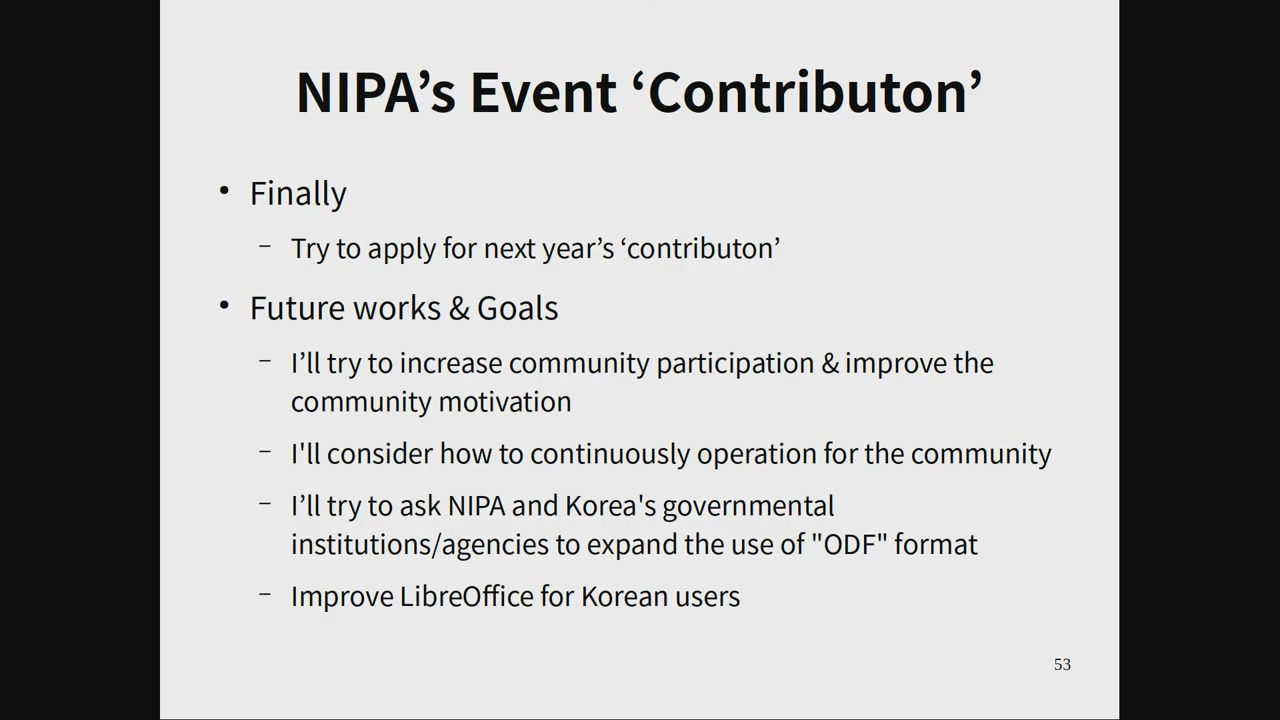 NIPA’s Event ‘Contributon’
• Finally
– Try to apply for next year’s ‘contributon’
• Future works & Goals
– I’ll try to increase community participation & improve the
community motivation
– I'll consider how to continuously operation for the community
– I’ll try to ask NIPA and Korea's governmental
institutions/agencies to expand the use of "ODF" format
– Improve LibreOffice for Korean users
53